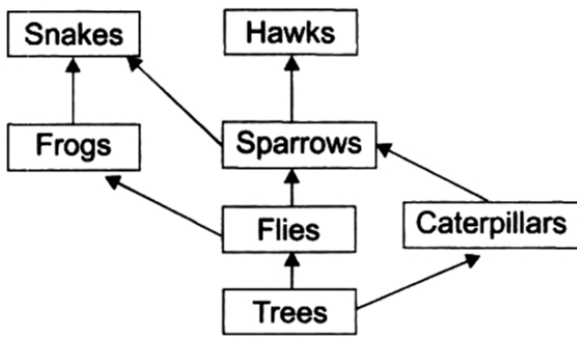 Snakes
Hawks
Frogs
Sparrows
Flies
Caterpillars
Trees